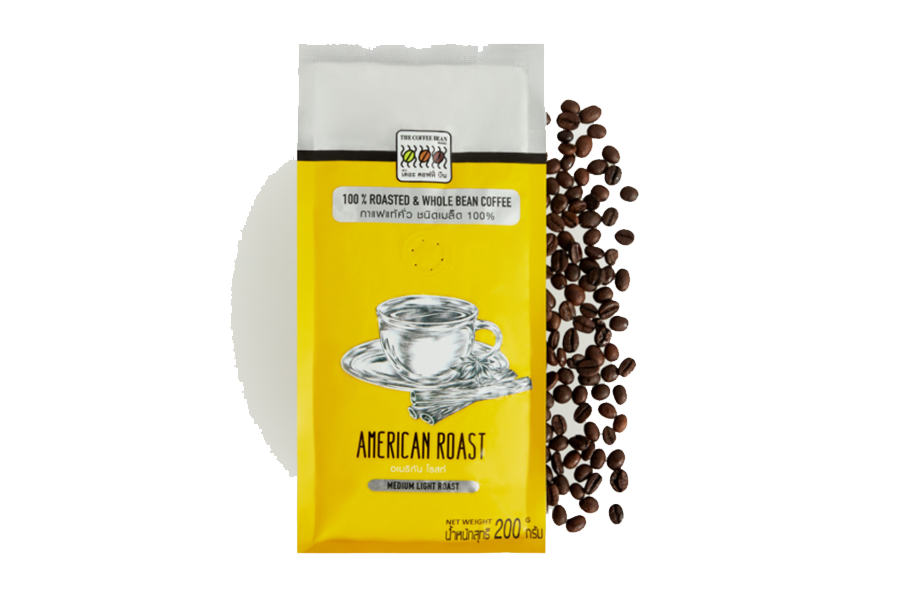 THE COFFEE BEAN
เดอะ คอฟฟี่ บีน
100 % ROASTED & WHOLE BEAN COFFEE
กาแฟแท้คั่ว ชนิดเมล็ด 100%
AMERICAN ROAST
อเมริกัน โรสท์
MEDIUM LIGHT ROAST
NET WEIGHT
น้ำหนักสุทธิ 200 G กรัม